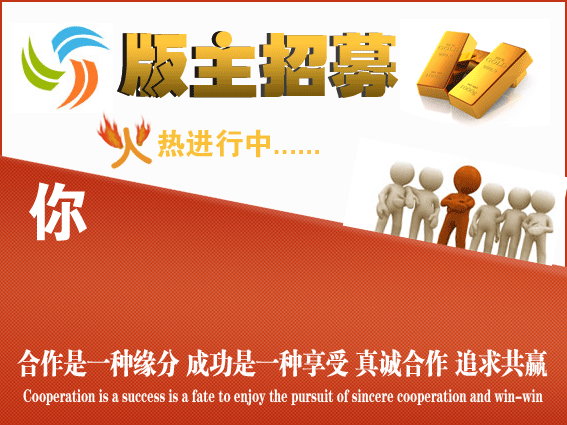 版主招募
火热进行中......
你
合作是一种缘分 成功是一种享受 真诚合作 追求共赢
Cooperation is a success is a fate to enjoy the pursuit of sincere cooperation and win-win